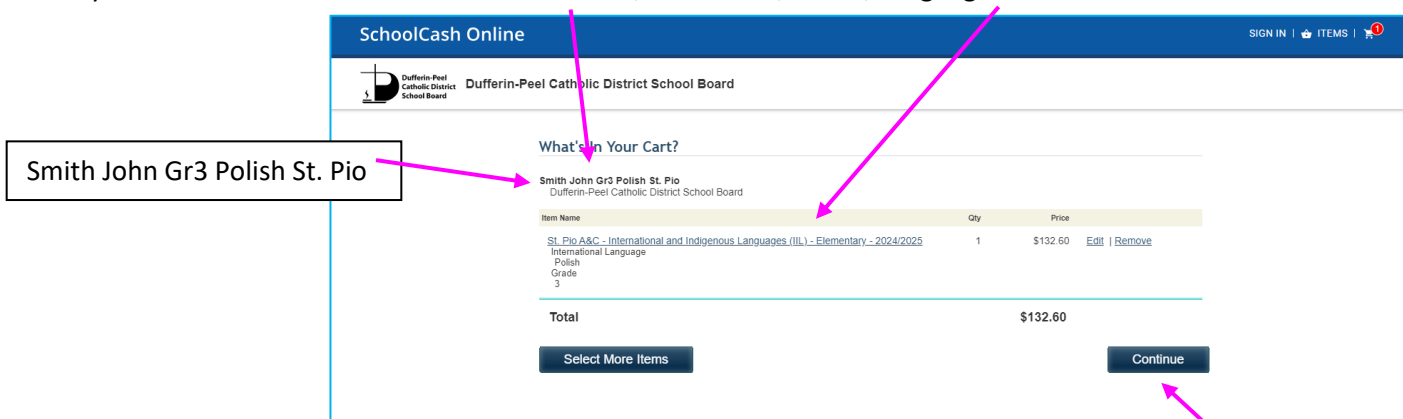 SchoolCash Online
SIGN IN | ITEMS | 1
Dufferin-Peel
Catholic District
School Board
Dufferin-Peel Catholic District School Board
What's In Your Cart?
Smith John Gr3 Polish St. Pio
Smith John Gr3 Polish St. Pio
Dufferin-Peel Catholic District School Board
Item Name Qty Price
St. Pio A&C - International and Indigenous Languages (IIL) - Elementary - 2024/2025 1 $132.60 Edit | Remove
International Language
Polish
Grade
3
Total $132.60
Select More Items Continue